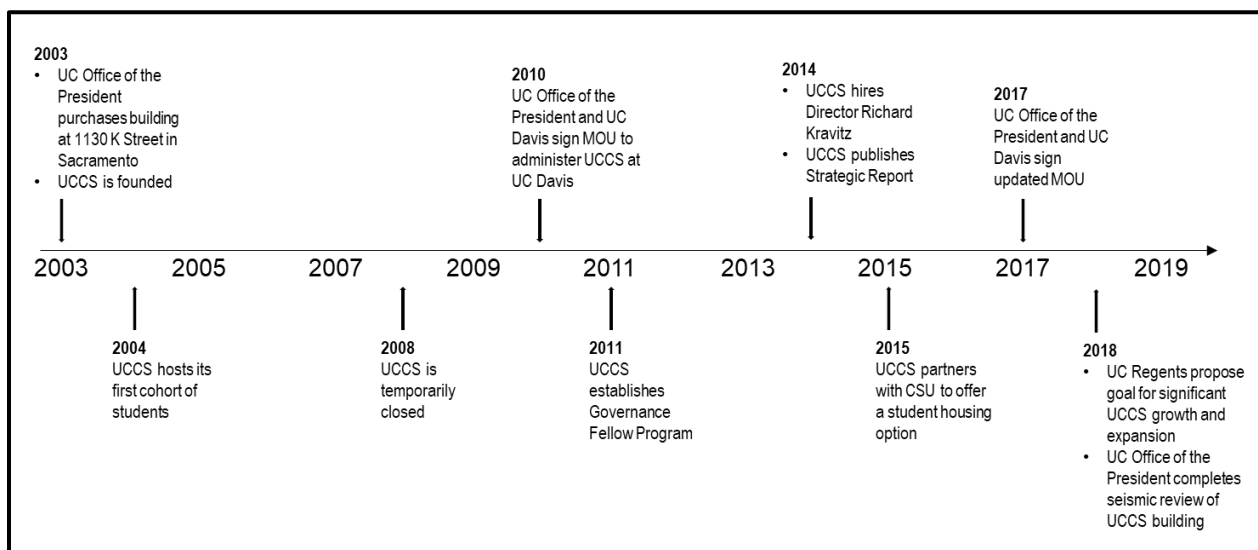 2003
• UC Office of the
President
purchases building
at 1130 K Street in
Sacramento
• UCCS is founded
2010
UC Office of the
President and UC
Davis sign MOU to
administer UCCS at
UC Davis
2014
• UCCS hires
Director Richard
Kravitz
• UCCS publishes
Strategic Report
2017
UC Office of the
President and UC
Davis sign
updated MOU
2003 2005 2007 2009 2011 2013 2015 2017 2019
2004
UCCS hosts its
first cohort of
students
2008
UCCS is
temporarily
closed
2011
UCCS
establishes
Governance
Fellow Program
2015
UCCS partners
with CSU to offer
a student housing
option
2018
• UC Regents propose
goal for significant
UCCS growth and
expansion
• UC Office of the
President completes
seismic review of
UCCS building